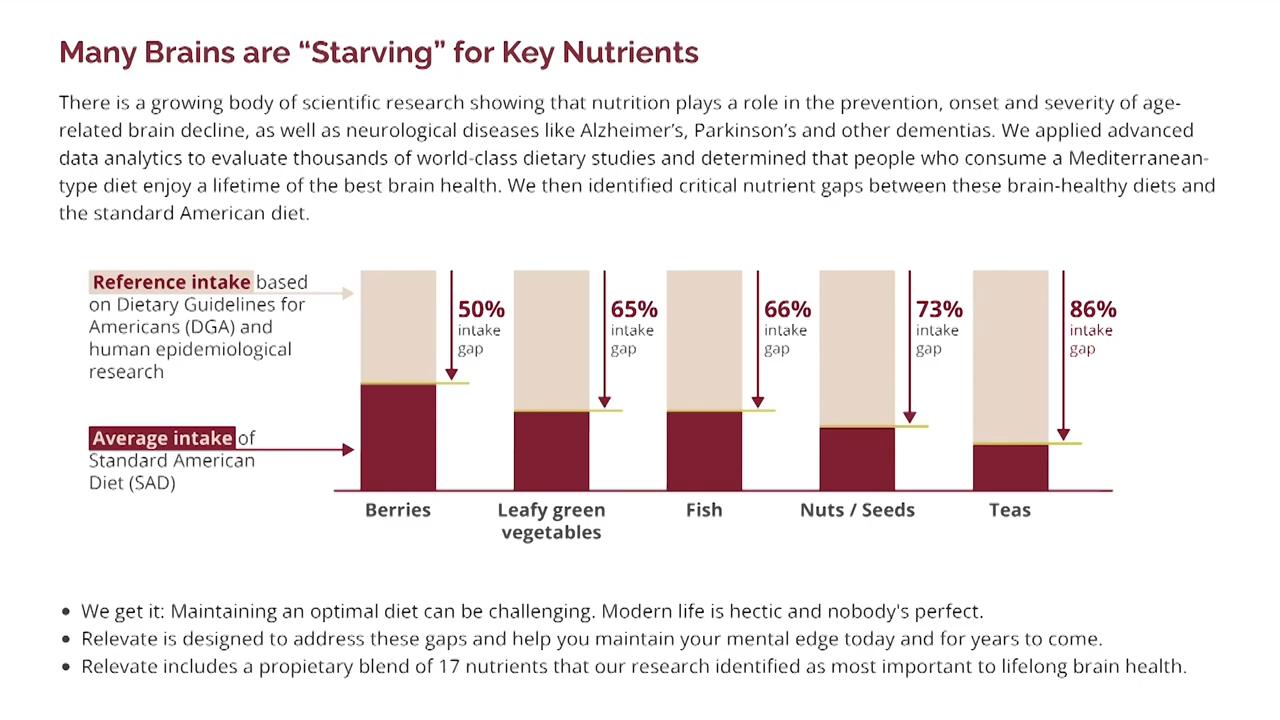 Many Brains are “Starving” for Key Nutrients
There is a growing body of scientific research showing that nutrition plays a role in the prevention, onset and severity of age-
related brain decline, as well as neurological diseases like Alzheimer’s, Parkinson’s and other dementias. We applied advanced
data analytics to evaluate thousands of world-class dietary studies and determined that people who consume a Mediterranean-
type diet enjoy a lifetime of the best brain health. We then identified critical nutrient gaps between these brain-healthy diets and
the standard American diet.
Reference intake based
on Dietary Guidelines for
Americans (DGA) and
human epidemiological
research
Average intake of
Standard American
Diet (SAD)
50%
intake
gap
65%
intake
gap
66%
intake
gap
73%
intake
gap
86%
intake
gap
Berries
Leafy green
vegetables
Fish
Nuts / Seeds
Teas
• We get it: Maintaining an optimal diet can be challenging. Modern life is hectic and nobody's perfect.
• Relevate is designed to address these gaps and help you maintain your mental edge today and for years to come.
• Relevate includes a propietary blend of 17 nutrients that our research identified as most important to lifelong brain health.